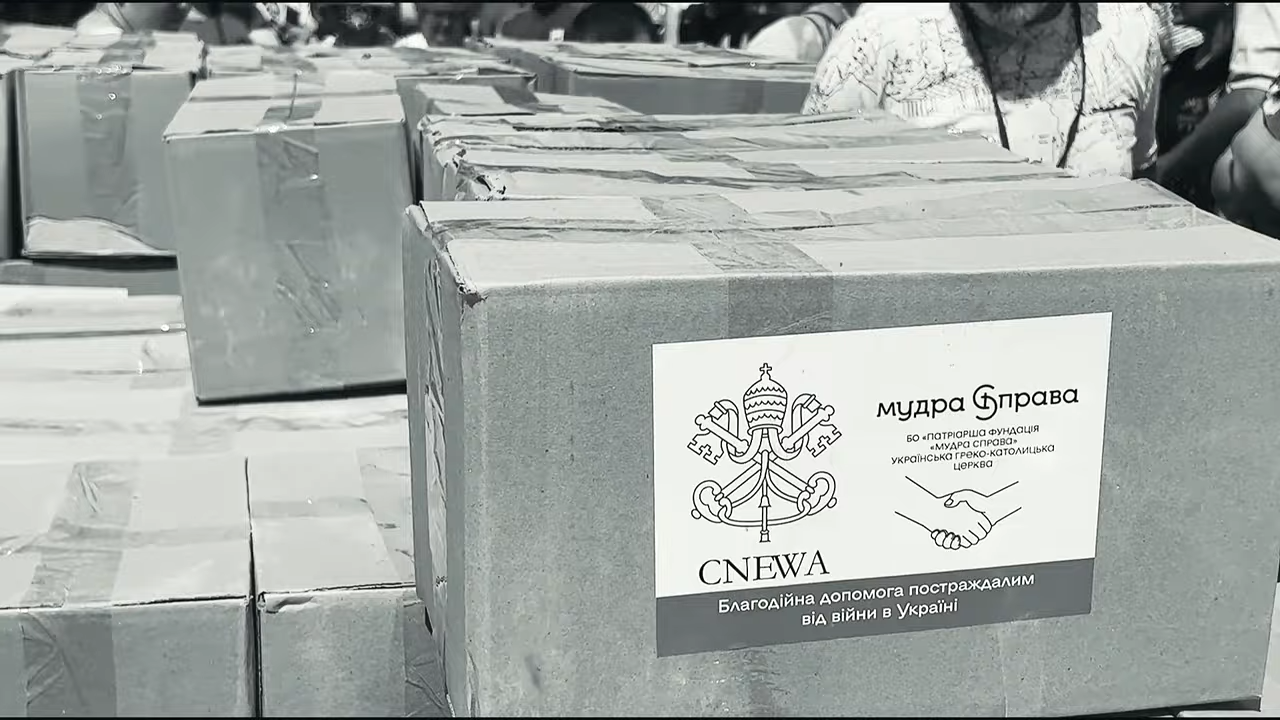 мудра справа
БО «ПАТРІАРША ФУНДАЦІЯ
«МУДРА СПРАВА»
УКРАЇНСЬКА ГРЕКО-КАТОЛИЦЬКА
ЦЕРКВА
CNEWA
Благодійна допомога постраждалим
від війни в Україні